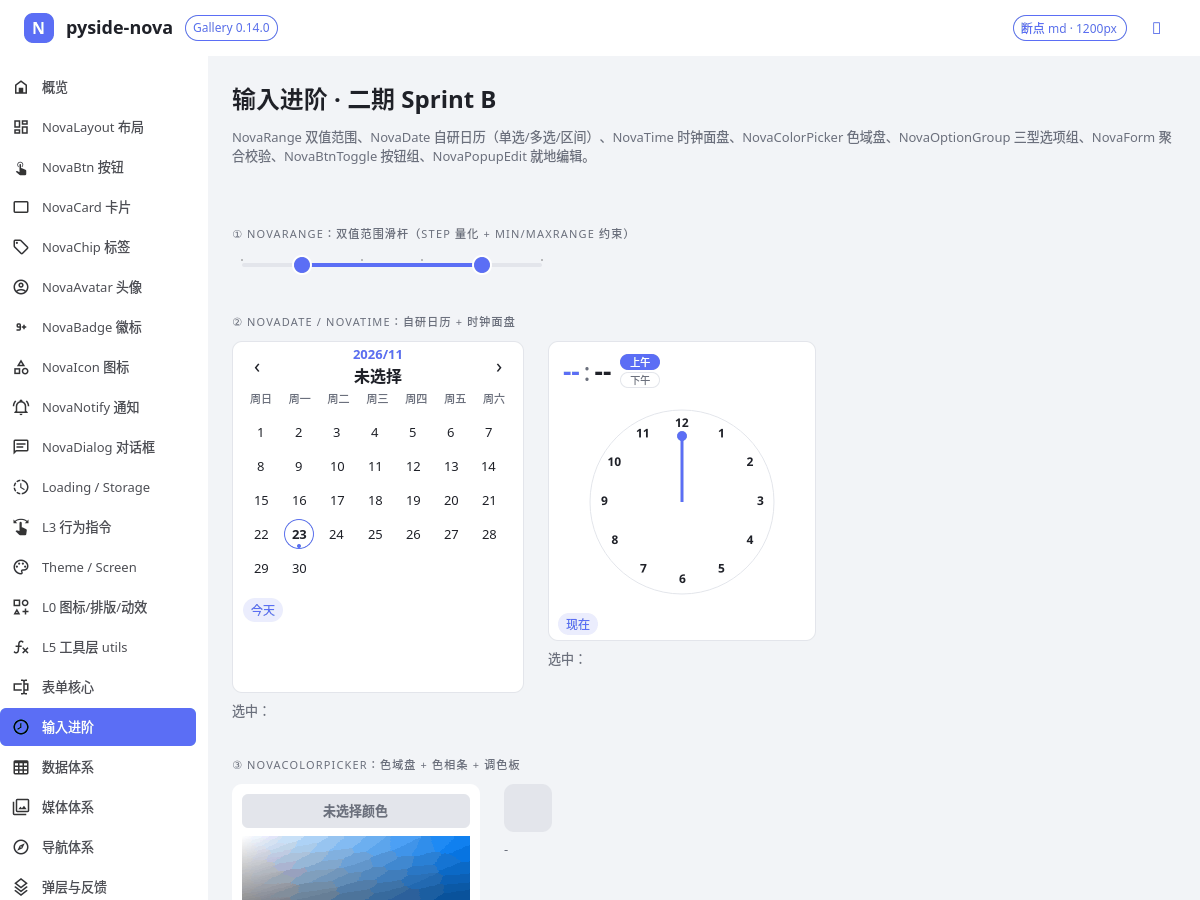 N pyside-nova Gallery 0.14.0 断点 md · 1200px
概览
NovaLayout 布局
NovaBtn 按钮
NovaCard 卡片
NovaChip 标签
NovaAvatar 头像
9+ NovaBadge 徽标
NovaIcon 图标
NovaNotify 通知
NovaDialog 对话框
Loading / Storage
L3 行为指令
Theme / Screen
L0 图标/排版/动效
L5 工具层 utils
表单核心
输入进阶
数据体系
媒体体系
导航体系
弹层与反馈
输入进阶 · 二期 Sprint B
NovaRange 双值范围、NovaDate 自研日历（单选/多选/区间）、NovaTime 时钟面盘、NovaColorPicker 色域盘、NovaOptionGroup 三型选项组、NovaForm 聚
合校验、NovaBtnToggle 按钮组、NovaPopupEdit 就地编辑。
① NOVARANGE：双值范围滑杆（STEP 量化 + MIN/MAXRANGE 约束）
② NOVADATE / NOVATIME：自研日历 + 时钟面盘
2026/11
‹ 未选择 ›
周日 周一 周二 周三 周四 周五 周六
1 2 3 4 5 6 7
8 9 10 11 12 13 14
15 16 17 18 19 20 21
22 23 24 25 26 27 28
29 30
今天
选中：
-- : --
上午
下午
12
11 1
10 2
9 3
8 4
7 5
6
现在
选中：
③ NOVACOLORPICKER：色域盘 + 色相条 + 调色板
未选择颜色
-